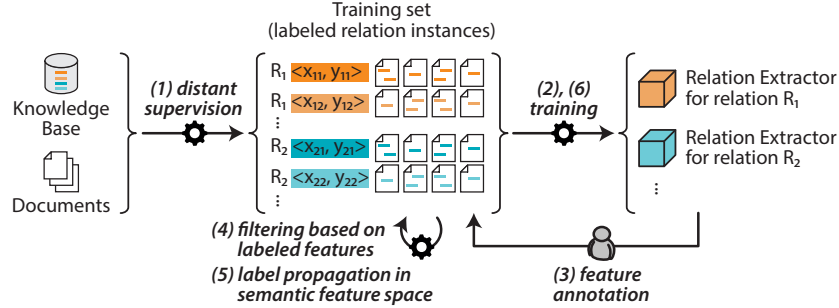 Training set
(labeled relation instances)
Knowledge
Base
Documents
(1) distant
supervision
R1 <x11, y11>
R1 <x12, y12>
⋮
R2 <x21, y21>
R2 <x22, y22>
⋮
(2), (6)
training
Relation Extractor
for relation R1
Relation Extractor
for relation R2
⋮
(4) filtering based on
labeled features
(5) label propagation in
semantic feature space
(3) feature
annotation